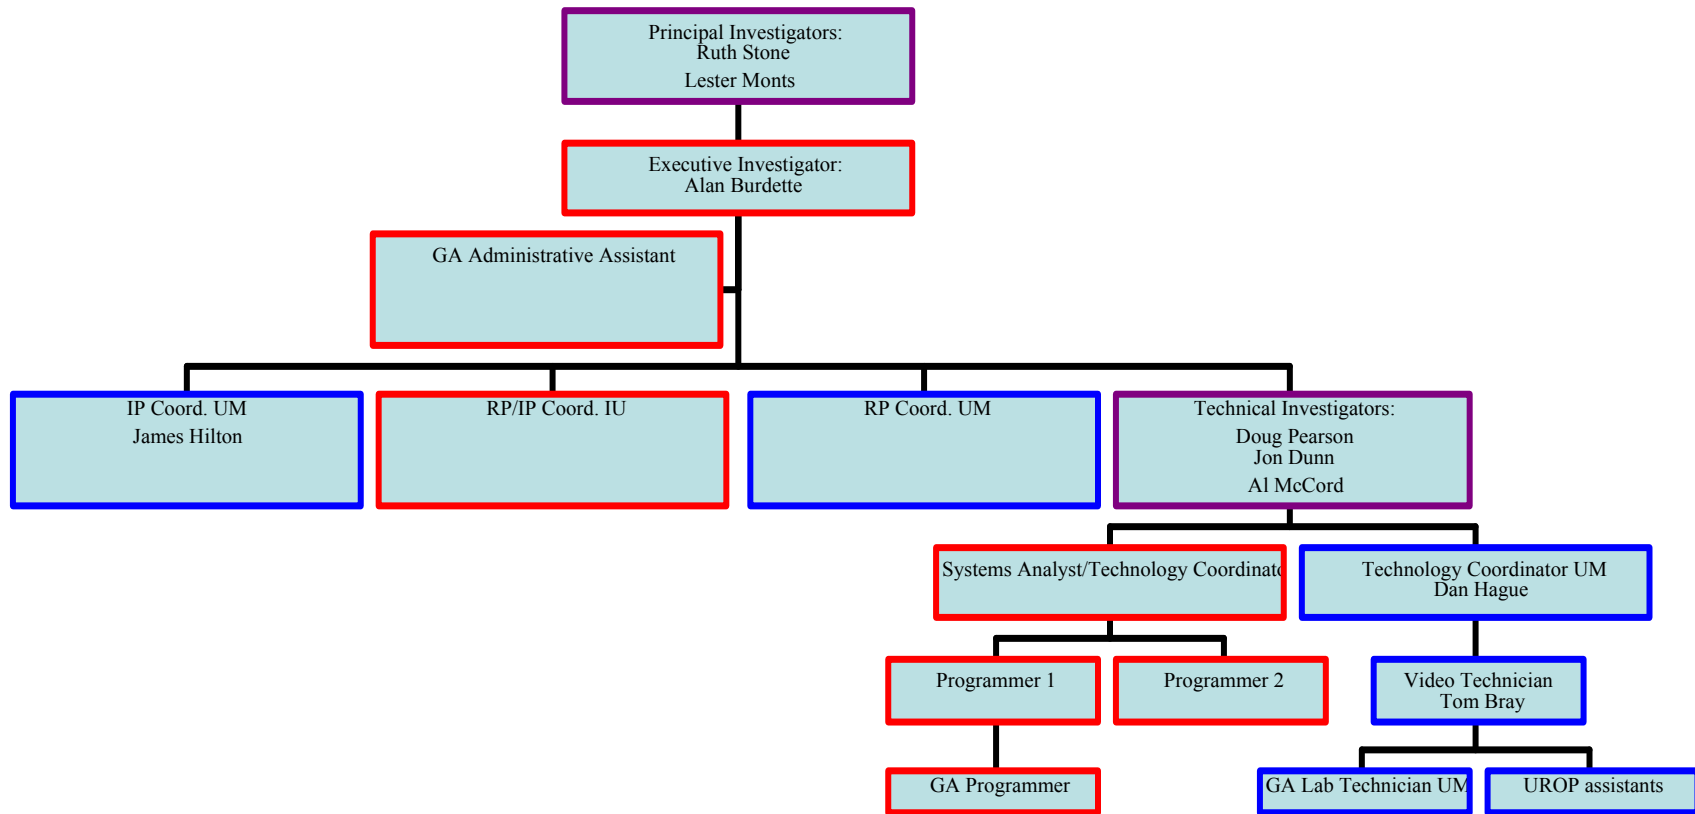 Principal Investigators:
Ruth Stone
Lester Monts
Executive Investigator:
Alan Burdette
GA Administrative Assistant
IP Coord. UM
James Hilton
RP/IP Coord. IU
RP Coord. UM
Technical Investigators:
Doug Pearson
Jon Dunn
Al McCord
Systems Analyst/Technology Coordinato
Technology Coordinator UM
Dan Hague
Programmer 1
Programmer 2
Video Technician
Tom Bray
GA Programmer
GA Lab Technician UM
UROP assistants